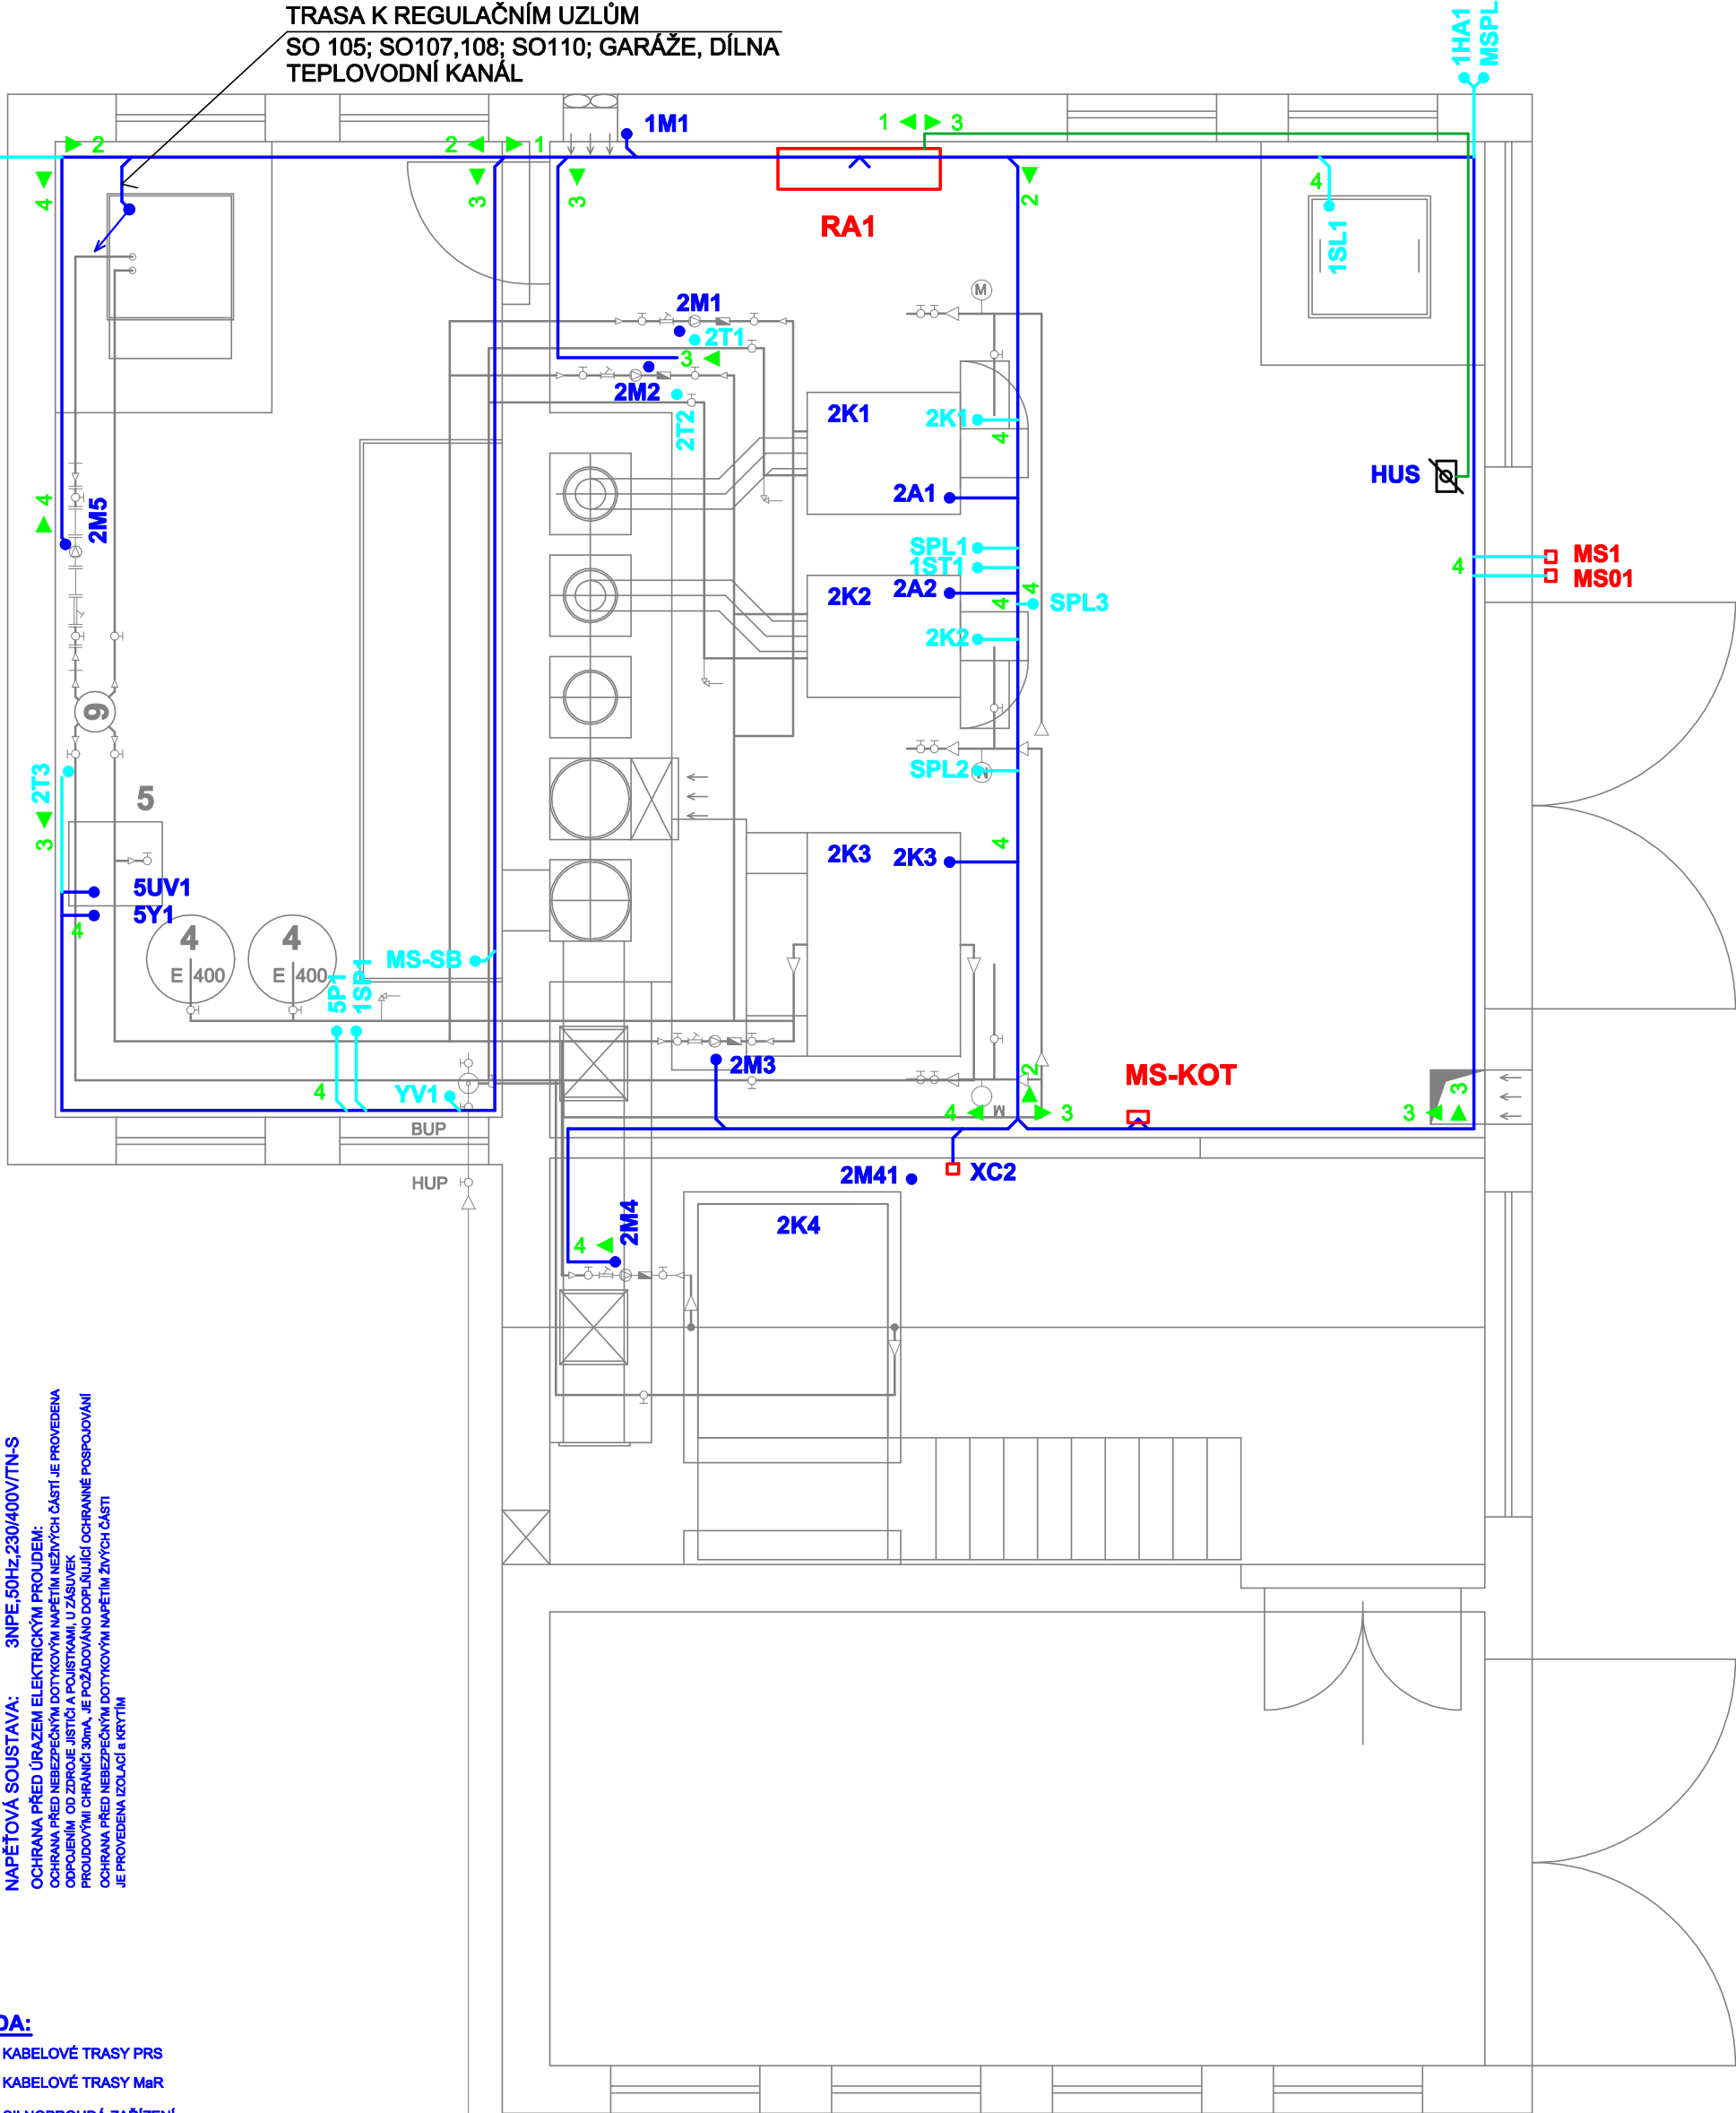 TRASA K REGULAČNÍM UZLŮM
SO 105; SO107,108; SO110; GARÁŽE, DÍLNA
TEPLOVODNÍ KANÁL
1HA1
MSPL
2
2
1
1M1
1
3
4
3
3
2
4
RA1
1SL1
2M1
2T1
3
2M2
2T2
M
2K1
2K1
4
2A1
HUS
4
2M5
SPL1
1ST1
2K2
2A2
4
4
SPL3
2K2
MS1
4
MS01
9
2T3
3
5
SPL2
M
4
2K3
2K3
5UV1
5Y1
4
4
4
E 400
E 400
MS-SB
5P1
1SP1
4
YV1
2M3
2
MS-KOT
4
M
3
3
3
BUP
HUP
2M41
XC2
2M4
4
2K4
NAPĚŤOVÁ SOUSTAVA: 3NPE,50Hz,230/400V/TN-S
OCHRANA PŘED ÚRAZEM ELEKTRICKÝM PROUDEM:
OCHRANA PŘED NEBEZPEČNÝM DOTYKOVÝM NAPĚTÍM NEŽIVÝCH ČÁSTÍ JE PROVEDENA
ODPOJENÍM OD ZDROJE JISTIČI A POJISTKAMI, U ZÁSUVEK
PROUDOVÝMI CHRÁNIČI 30mA, JE POŽADOVÁNO DOPLŇUJÍCÍ OCHRANNÉ POSPOJOVÁNÍ
OCHRANA PŘED NEBEZPEČNÝM DOTYKOVÝM NAPĚTÍM ŽIVÝCH ČÁSTI
JE PROVEDENA IZOLACÍ a KRYTÍM
DA:
KABELOVÉ TRASY PRS
KABELOVÉ TRASY MaR
SILNOPROUDÁ ZAŘÍZENÍ